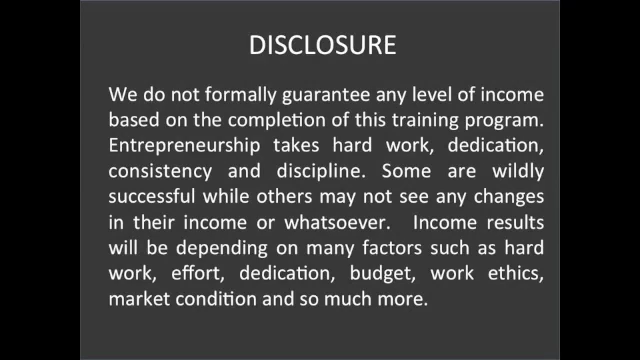 DISCLOSURE
We do not formally guarantee any level of income
based on the completion of this training program.
Entrepreneurship takes hard work, dedication,
consistency and discipline. Some are wildly
successful while others may not see any changes
in their income or whatsoever. Income results
will be depending on many factors such as hard
work, effort, dedication, budget, work ethics,
market condition and so much more.